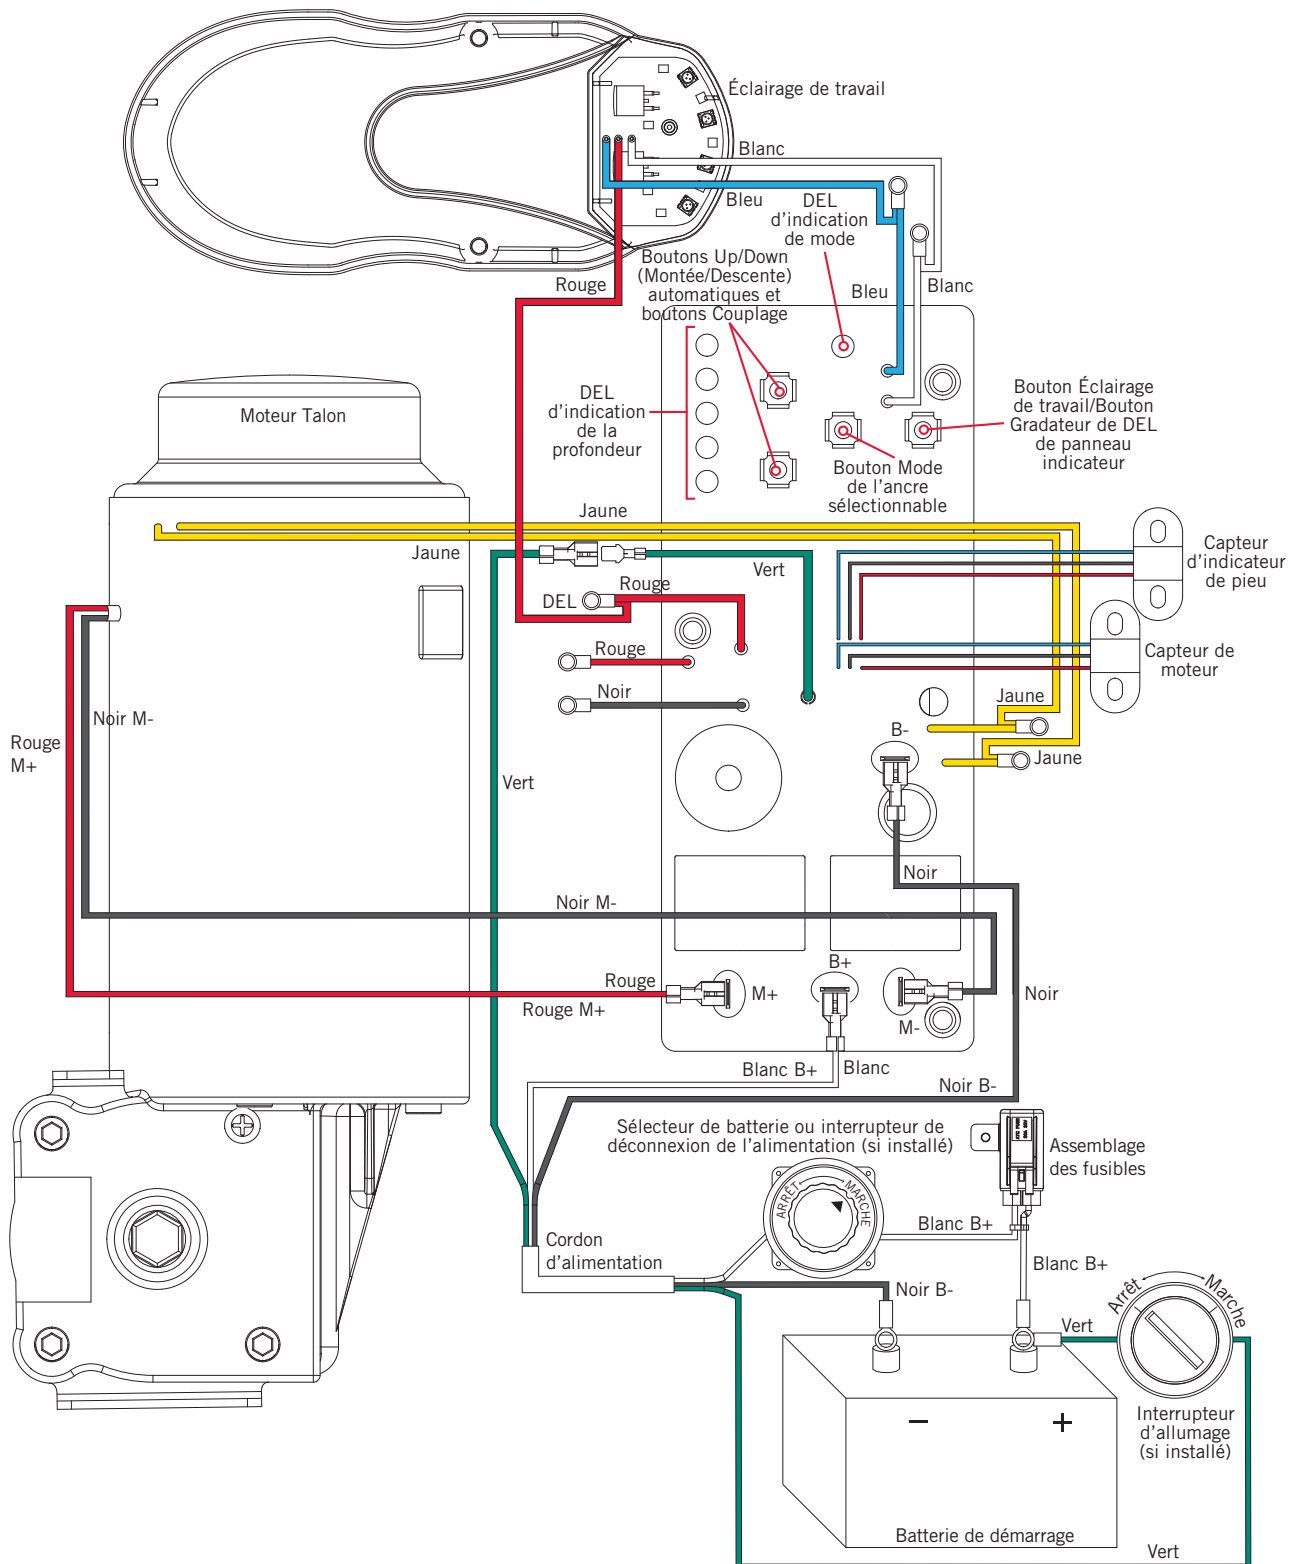 Éclairage de travail
Blanc
Bleu
DEL
d'indication
de mode
Boutons Up/Down
(Montée/Descente)
automatiques et
boutons Couplage
Rouge
Bleu
Blanc
Moteur Talon
DEL
d'indication
de la
profondeur
Bouton Éclairage
de travail/Bouton
Gradateur de DEL
de panneau
indicateur
Bouton Mode
de l'ancre
sélectionnable
Jaune
Jaune
Vert
Capteur
d'indicateur
de pieu
Rouge
DEL
Rouge
Noir
Capteur de
moteur
Jaune
Noir M-
Rouge
M+
B-
Jaune
Vert
Noir
Noir M-
B+
Rouge
M+
Rouge M+
M-
Noir
Blanc B+
Blanc
Noir B-
Sélecteur de batterie ou interrupteur de
déconnexion de l'alimentation (si installé)
Assemblage
des fusibles
ARRÊT
MARCHE
Blanc B+
Cordon
d'alimentation
Blanc B+
Noir B-
Arrêt
Marche
Vert
Interrupteur
d'allumage
(si installé)
Batterie de démarrage
Vert